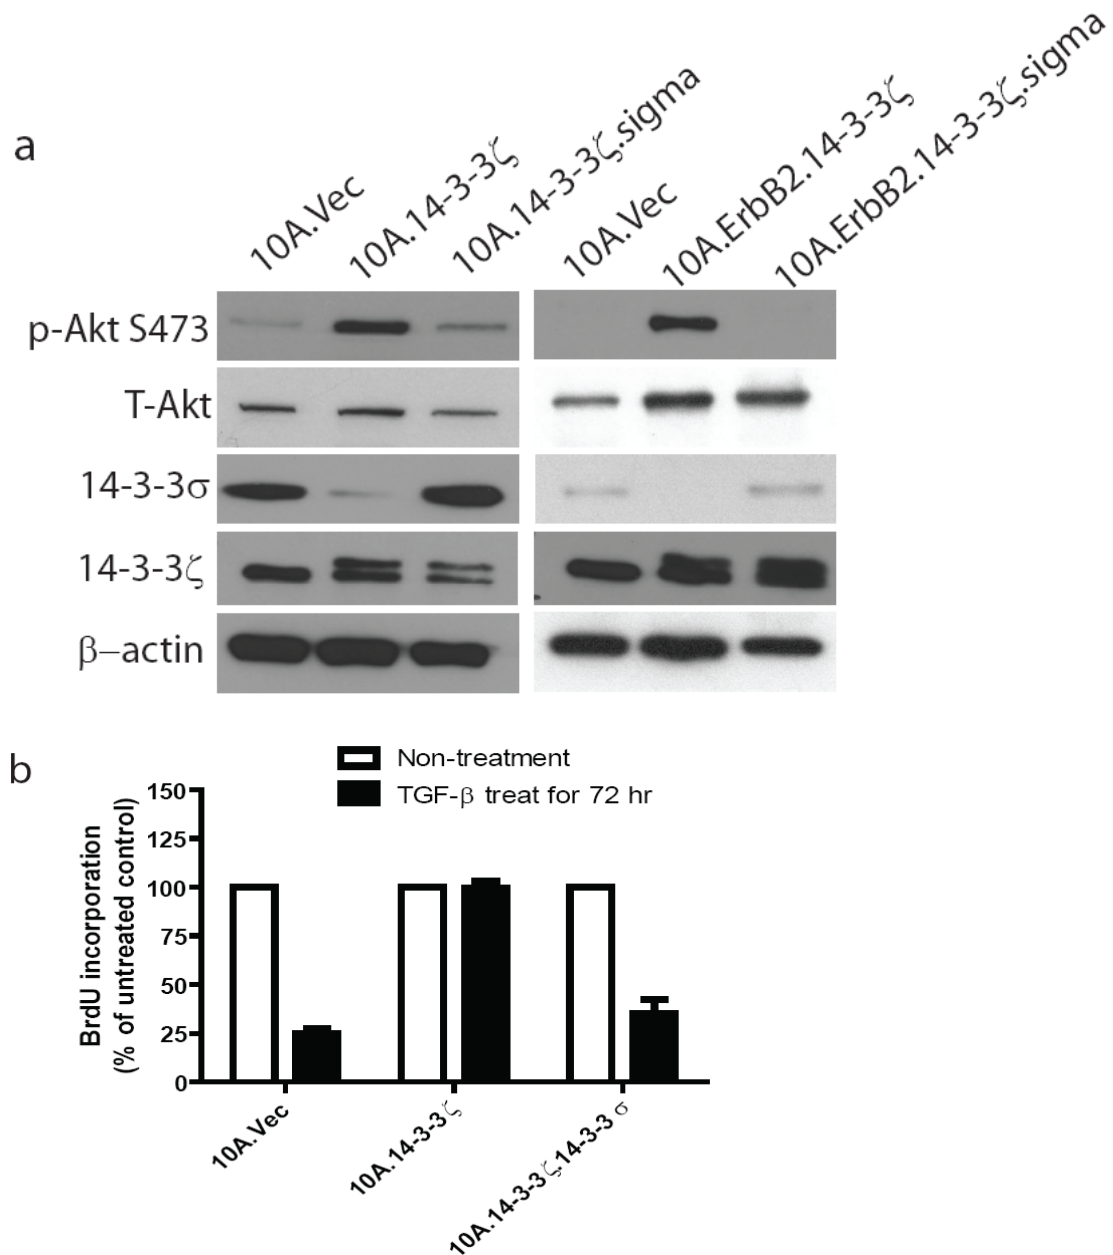 a
10A.Vec
10A.14-3-3ζ
10A.14-3-3ζ.sigma
10A.Vec
10A.ErbB2.14-3-3ζ
10A.ErbB2.14-3-3ζ.sigma
p-Akt S473
T-Akt
14-3-3σ
14-3-3ζ
β–actin
b
Non-treatment
TGF-β treat for 72 hr
BrdU incorporation
(% of untreated control)
150
125
100
75
50
25
0
10A.Vec
10A.14-3-3ζ
10A.14-3-3ζ.14-3-3 σ